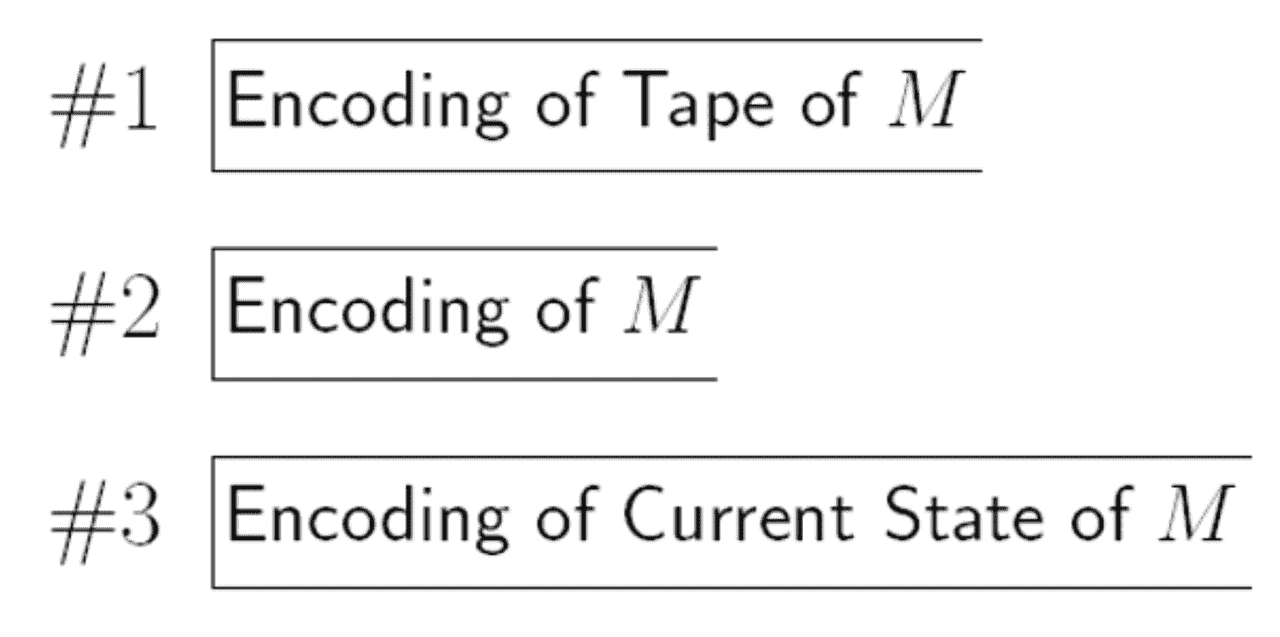 #1 Encoding of Tape of M
#2 Encoding of M
#3 Encoding of Current State of M